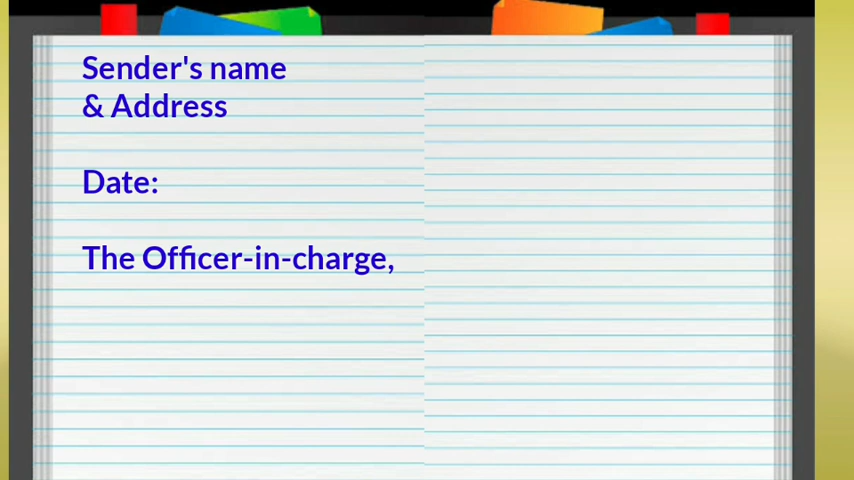 Sender's name
& Address
Date:
The Officer-in-charge,